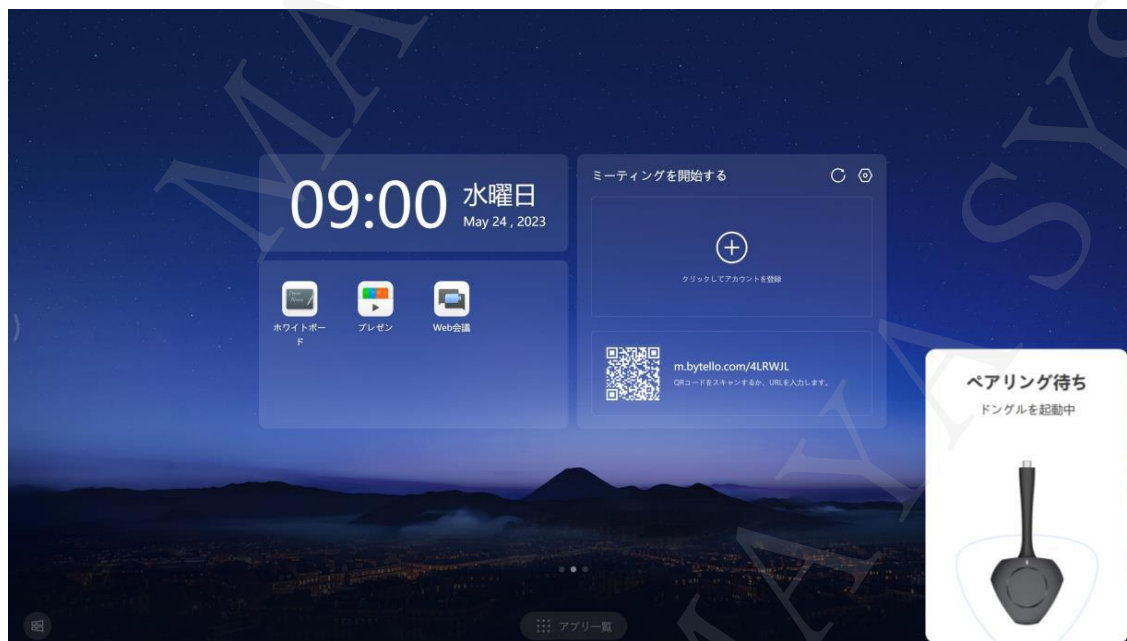 09:00
水曜日
May 24 , 2023
ホワイトボー
ド
プレゼン
Web会議
ミーティングを開始する
クリックしてアカウントを登録
m.bytello.com/4LRWJL
QRコードをスキャンするか、URLを入力します。
ペアリング待ち
ドングルを起動中
アプリ一覧
MA
SYS
MAYA SYS